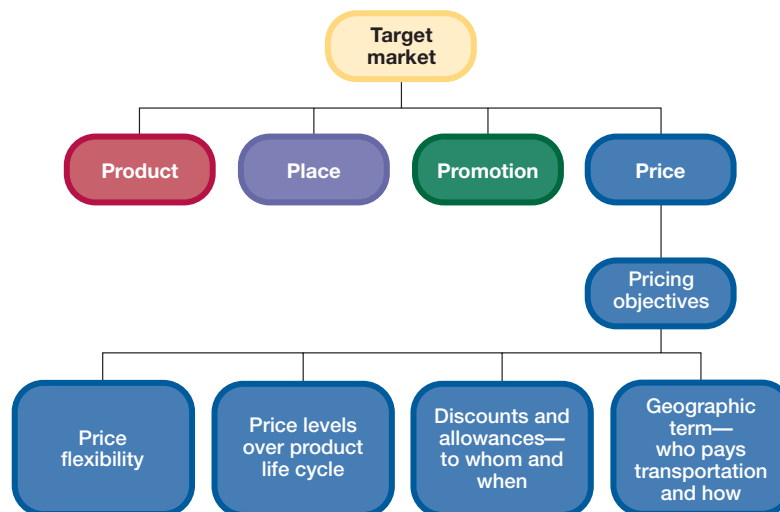 Target
market
Product
Place
Promotion
Price
Pricing
objectives
Price
flexibility
Price levels
over product
life cycle
Discounts and
allowances—
to whom and
when
Geographic
term—
who pays
transportation
and how